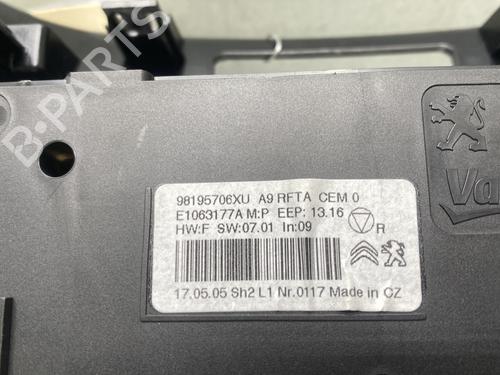 B-PARTS
98195706XU A9 RFTA CEM 0
E1063177A M:P EEP: 13.16
HW:F SW:07.01 In:09
R
17.05.05 Sh2 L1 Nr.0117 Made in CZ